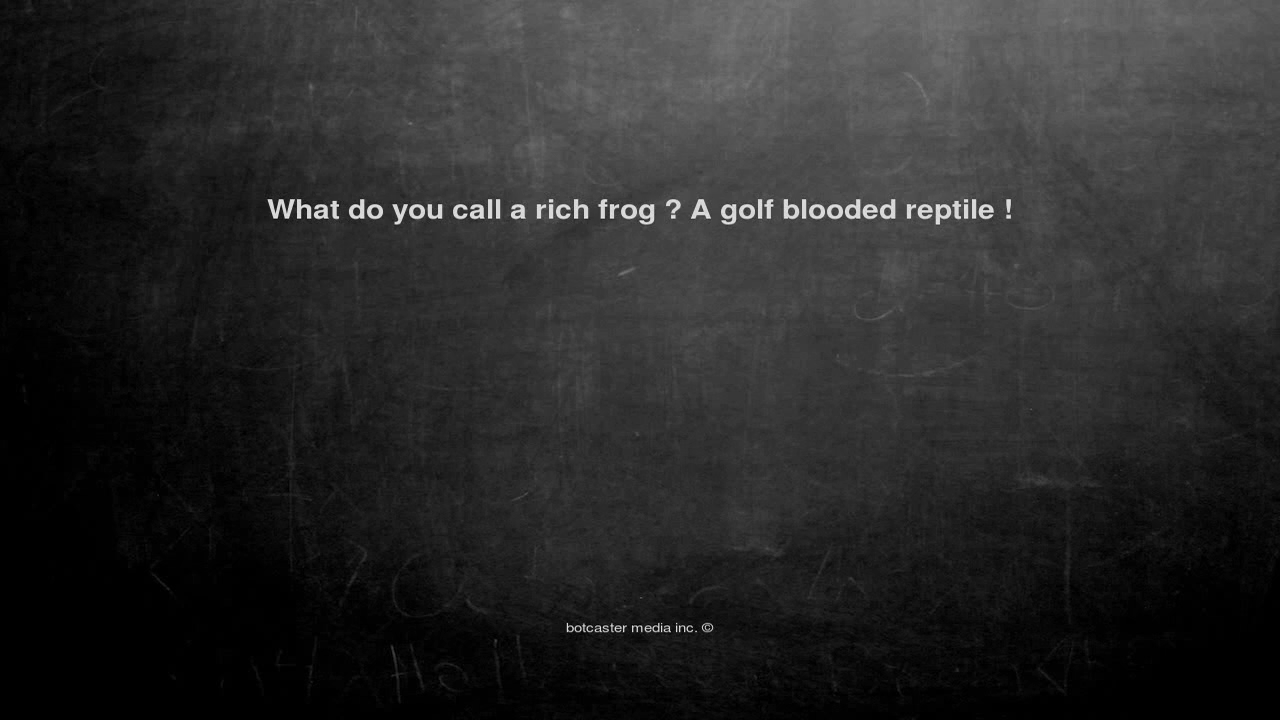 What do you call a rich frog ? A golf blooded reptile !
botcaster media inc. ©